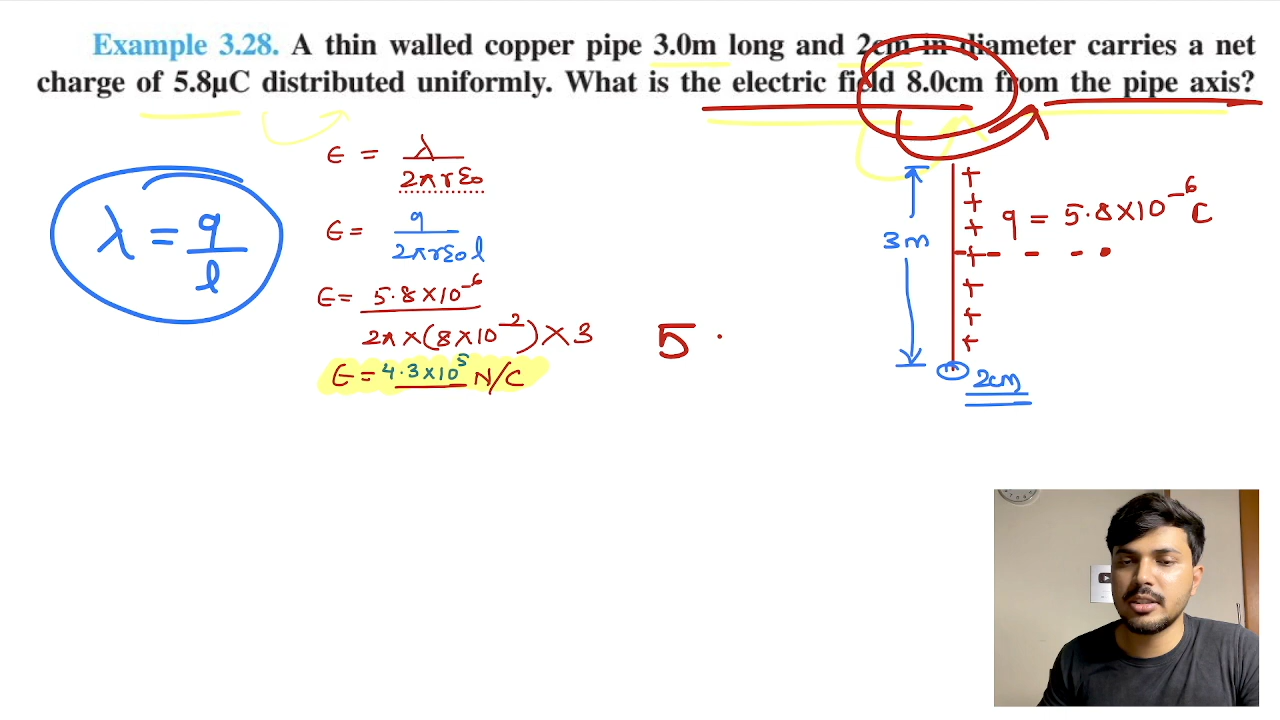 Example 3.28. A thin walled copper pipe 3.0m long and 2cm in diameter carries a net
charge of 5.8μC distributed uniformly. What is the electric field 8.0cm from the pipe axis?
λ = q/l
E = λ/2πrε₀
E = q/2πrε₀l
E = 5.8×10⁻⁶/2π×(8×10⁻²)×3
E = 4.3×10⁵ N/C
5 .
3m
+
+
+
+
+
+
+
q = 5.8×10⁻⁶C
2cm